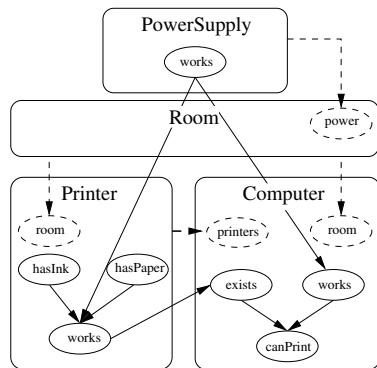 PowerSupply
works
power
Room
Printer
Computer
room
printers
room
hasInk
hasPaper
exists
works
works
canPrint